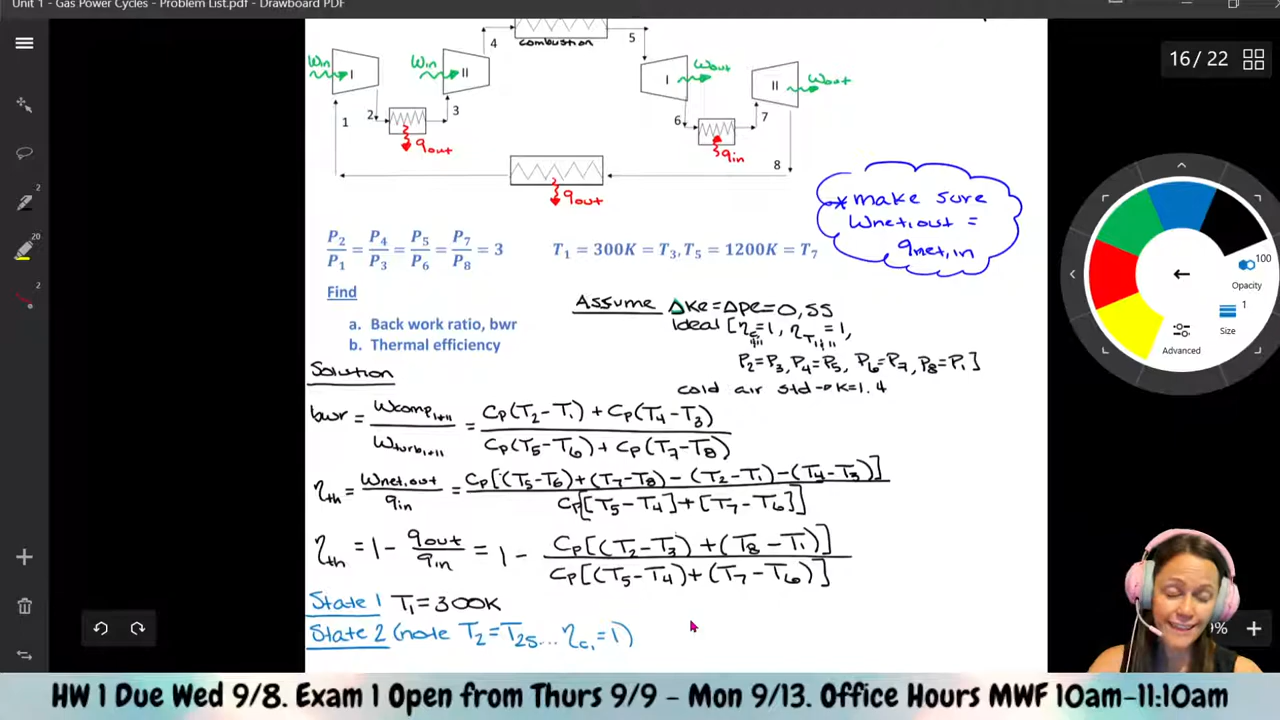 Unit 1 - Gas Power Cycles - Problem List.pdf - Drawboard PDF
16 / 22
combustion
4
5
Win
I
Win
II
I
Wout
II
Wout
1
2
3
6
7
8
qout
qin
qout
* make sure
Wnet,out =
qnet,in
P2/P1 = P4/P3 = P5/P6 = P7/P8 = 3
T1 = 300K = T3, T5 = 1200K = T7
Find
Assume ΔKe=ΔPe=0, SS
Ideal [ηc I+II =1, ηT I+II =1,
P2=P3, P4=P5, P6=P7, P8=P1]
cold air std → K=1.4
a. Back work ratio, bwr
b. Thermal efficiency
Solution
bwr = Wcomp I+II / Wturb I+II = Cp(T2-T1) + Cp(T4-T3) / Cp(T5-T6) + Cp(T7-T8)
ηth = Wnet,out / qin = Cp[(T5-T6)+(T7-T8) - (T2-T1) - (T4-T3)] / Cp[[T5-T4]+[T7-T6]]
ηth = 1 - qout / qin = 1 - Cp[(T2-T3) + (T8-T1)] / Cp[(T5-T4)+(T7-T6)]
State 1 T1=300K
State 2 (note T2=T2s... ηc1=1)
2
20
2
100
Opacity
1
Size
Advanced
9%
HW 1 Due Wed 9/8. Exam 1 Open from Thurs 9/9 - Mon 9/13. Office Hours MWF 10am-11:10am